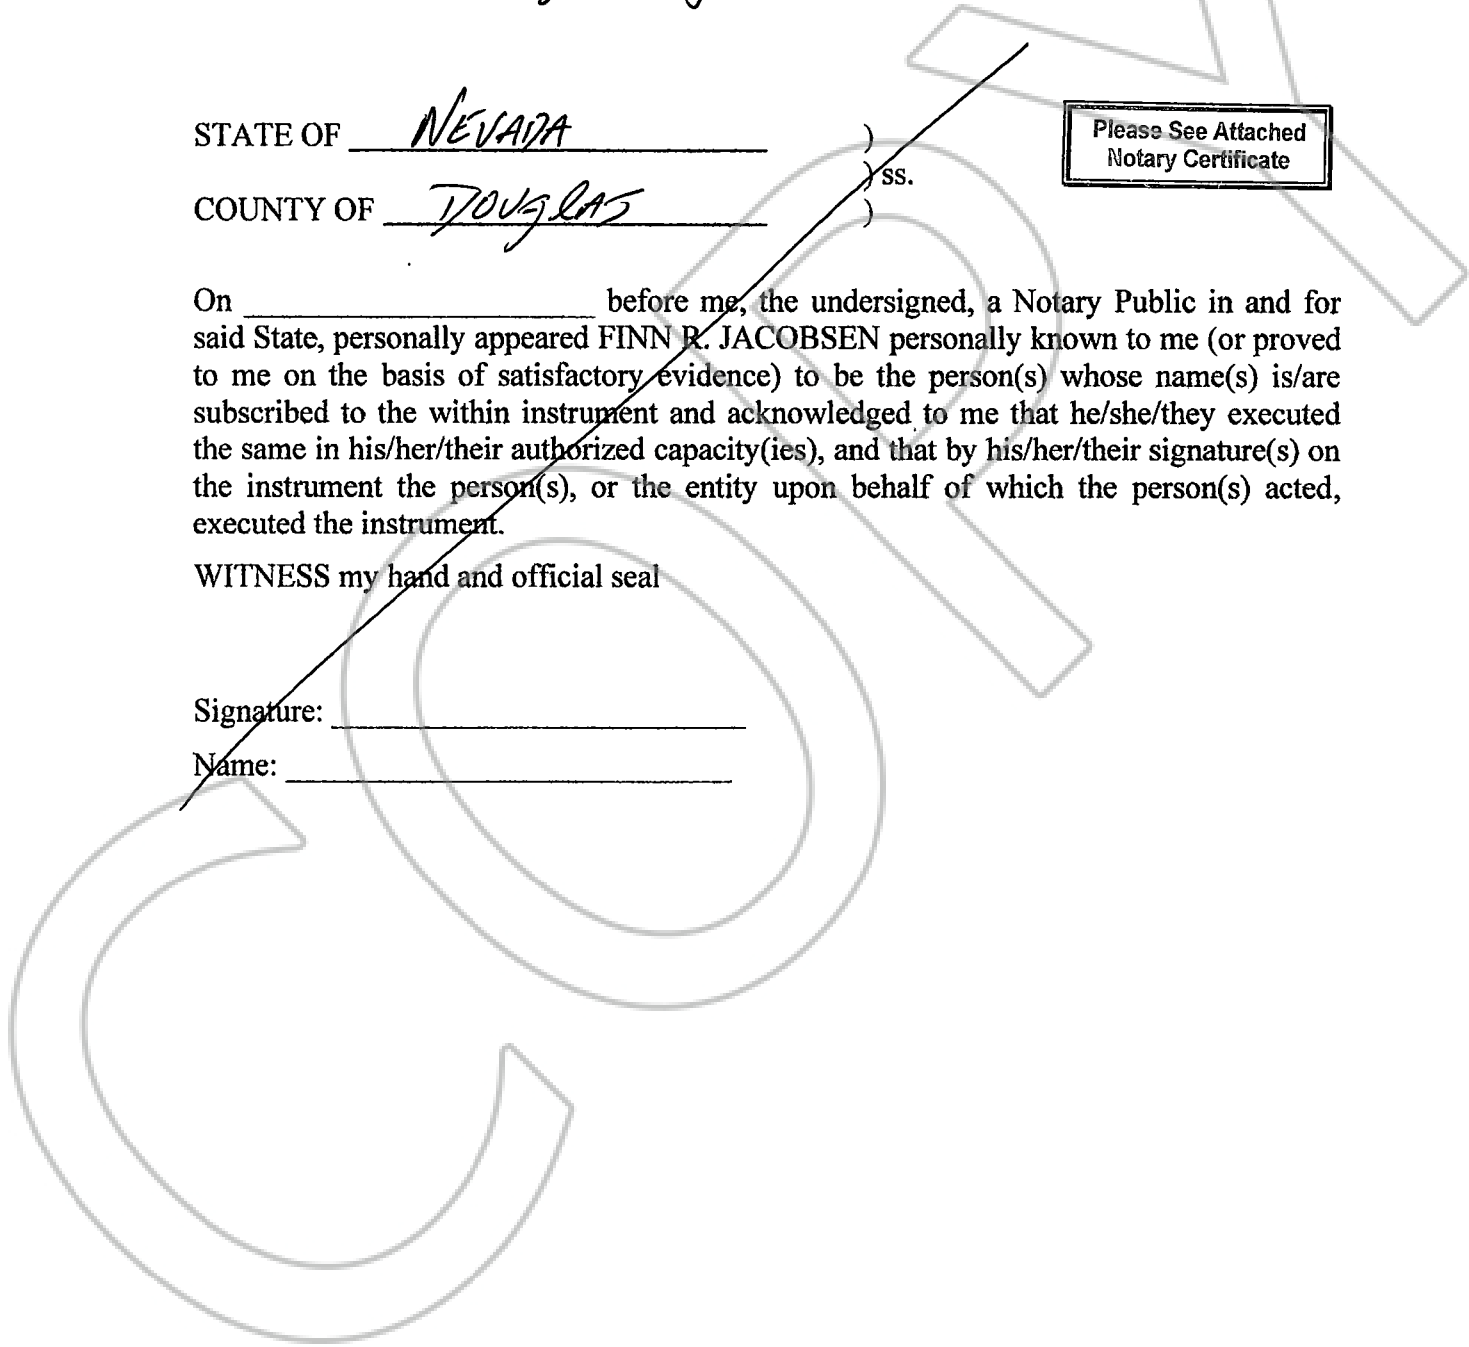 STATE OF NEVADA )
Please See Attached
Notary Certificate
) ss.
COUNTY OF DOUGLAS )
On ____________________ before me, the undersigned, a Notary Public in and for
said State, personally appeared FINN R. JACOBSEN personally known to me (or proved
to me on the basis of satisfactory evidence) to be the person(s) whose name(s) is/are
subscribed to the within instrument and acknowledged to me that he/she/they executed
the same in his/her/their authorized capacity(ies), and that by his/her/their signature(s) on
the instrument the person(s), or the entity upon behalf of which the person(s) acted,
executed the instrument.
WITNESS my hand and official seal
Signature: ____________________
Name: ____________________
COPY